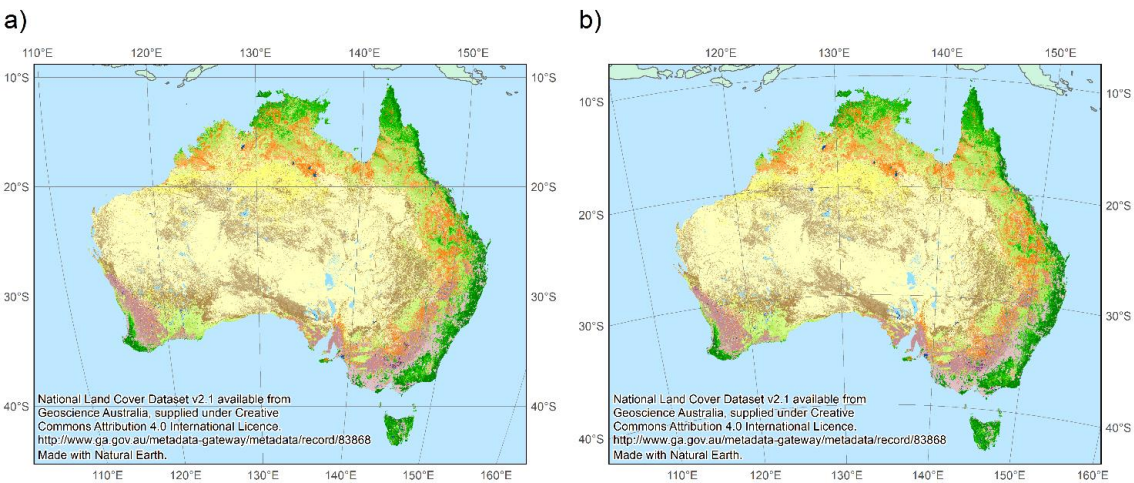 a)
110°E 120°E 130°E 140°E 150°E
10°S 10°S
20°S 20°S
30°S 30°S
40°S 40°S
National Land Cover Dataset v2.1 available from
Geoscience Australia, supplied under Creative
Commons Attribution 4.0 International Licence.
http://www.ga.gov.au/metadata-gateway/metadata/record/83868
Made with Natural Earth.
110°E 120°E 130°E 140°E 150°E 160°E
b)
120°E 130°E 140°E 150°E
10°S 10°S
20°S 20°S
30°S 30°S
40°S 40°S
National Land Cover Dataset v2.1 available from
Geoscience Australia, supplied under Creative
Commons Attribution 4.0 International Licence.
http://www.ga.gov.au/metadata-gateway/metadata/record/83868
Made with Natural Earth.
110°E 120°E 130°E 140°E 150°E 160°E